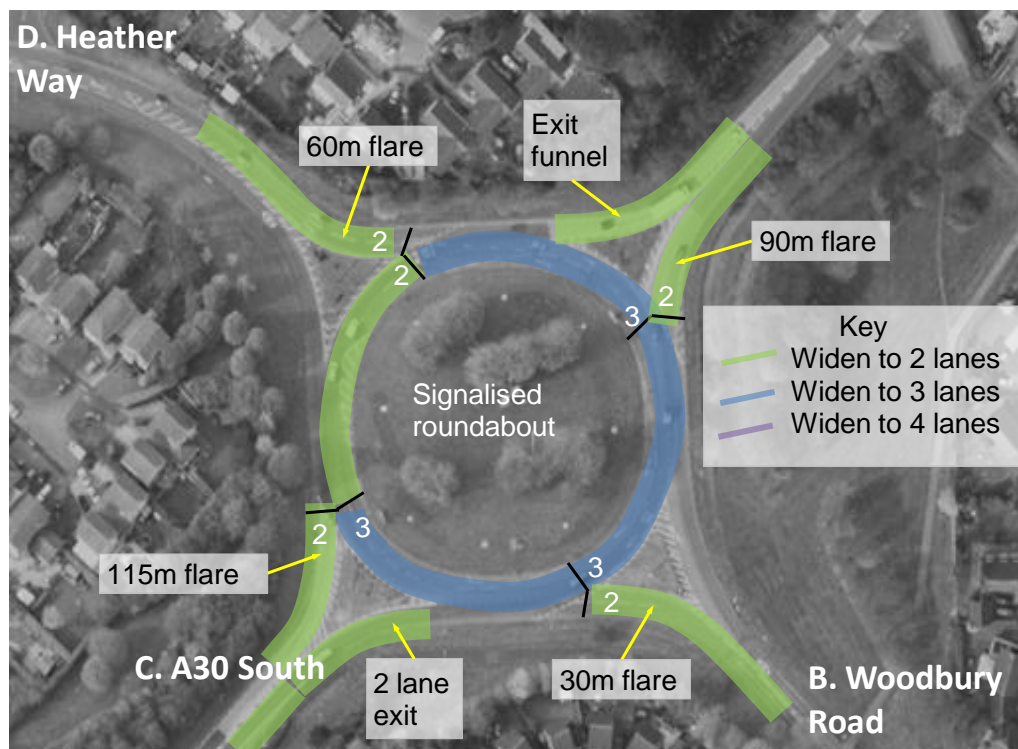 D. Heather
Way
60m flare
Exit
funnel
90m flare
2
2
2
3
Key
Widen to 2 lanes
Widen to 3 lanes
Widen to 4 lanes
Signalised
roundabout
2
3
3
2
115m flare
C. A30 South
2 lane
exit
30m flare
B. Woodbury
Road